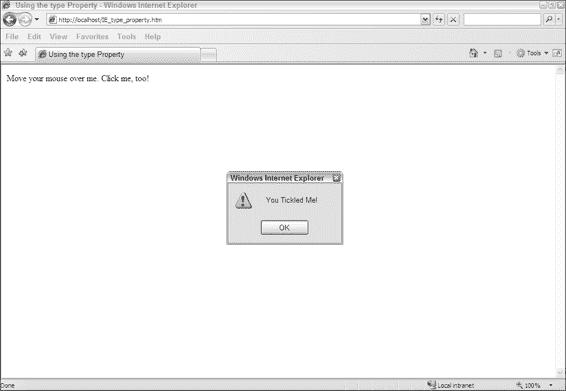 Using the type Property - Windows Internet Explorer
http://localhost/IE_type_property.htm
File Edit View Favorites Tools Help
Using the type Property
Tools
Move your mouse over me. Click me, too!
Windows Internet Explorer
You Tickled Me!
OK
Done
Local intranet
100%